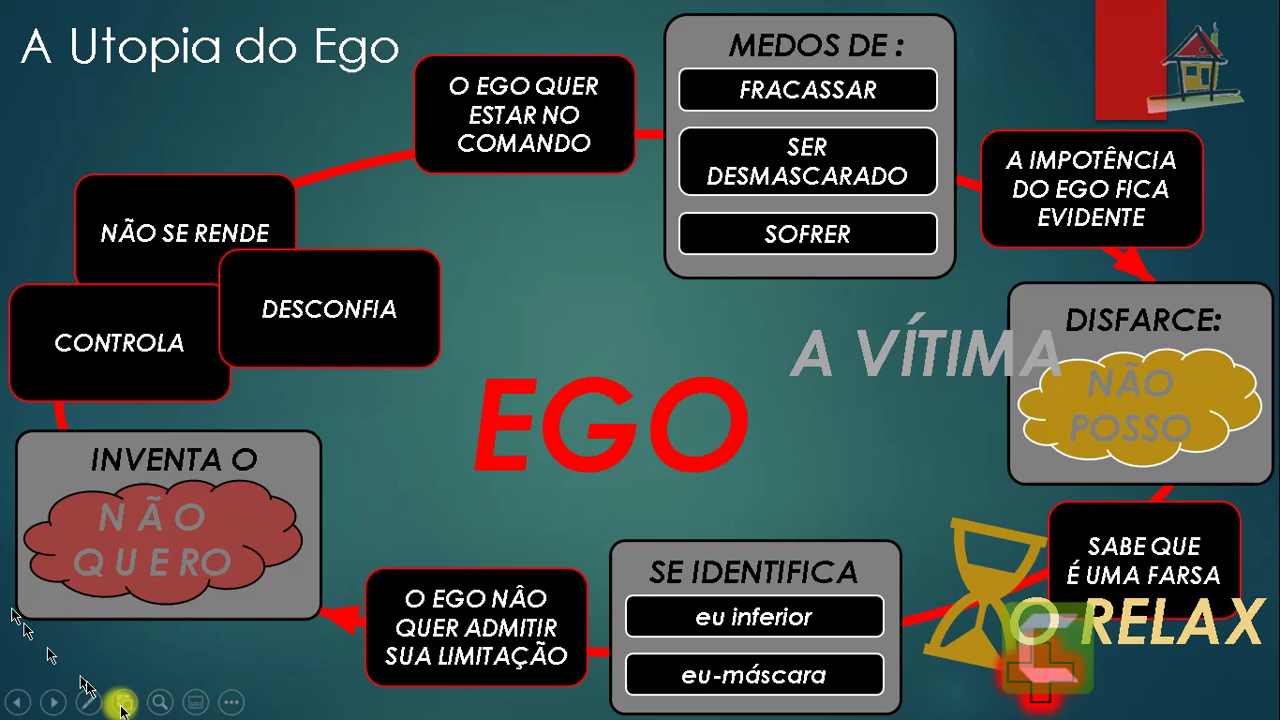 A Utopia do Ego
O EGO QUER
ESTAR NO
COMANDO
MEDOS DE :
FRACASSAR
SER
DESMASCARADO
SOFRER
A IMPOTÊNCIA
DO EGO FICA
EVIDENTE
DISFARCE:
NÃO
POSSO
A VÍTIMA
SABE QUE
É UMA FARSA
O RELAX
SE IDENTIFICA
eu inferior
eu-máscara
O EGO NÂO
QUER ADMITIR
SUA LIMITAÇÃO
INVENTA O
NÃO
QUERO
CONTROLA
DESCONFIA
NÃO SE RENDE
EGO